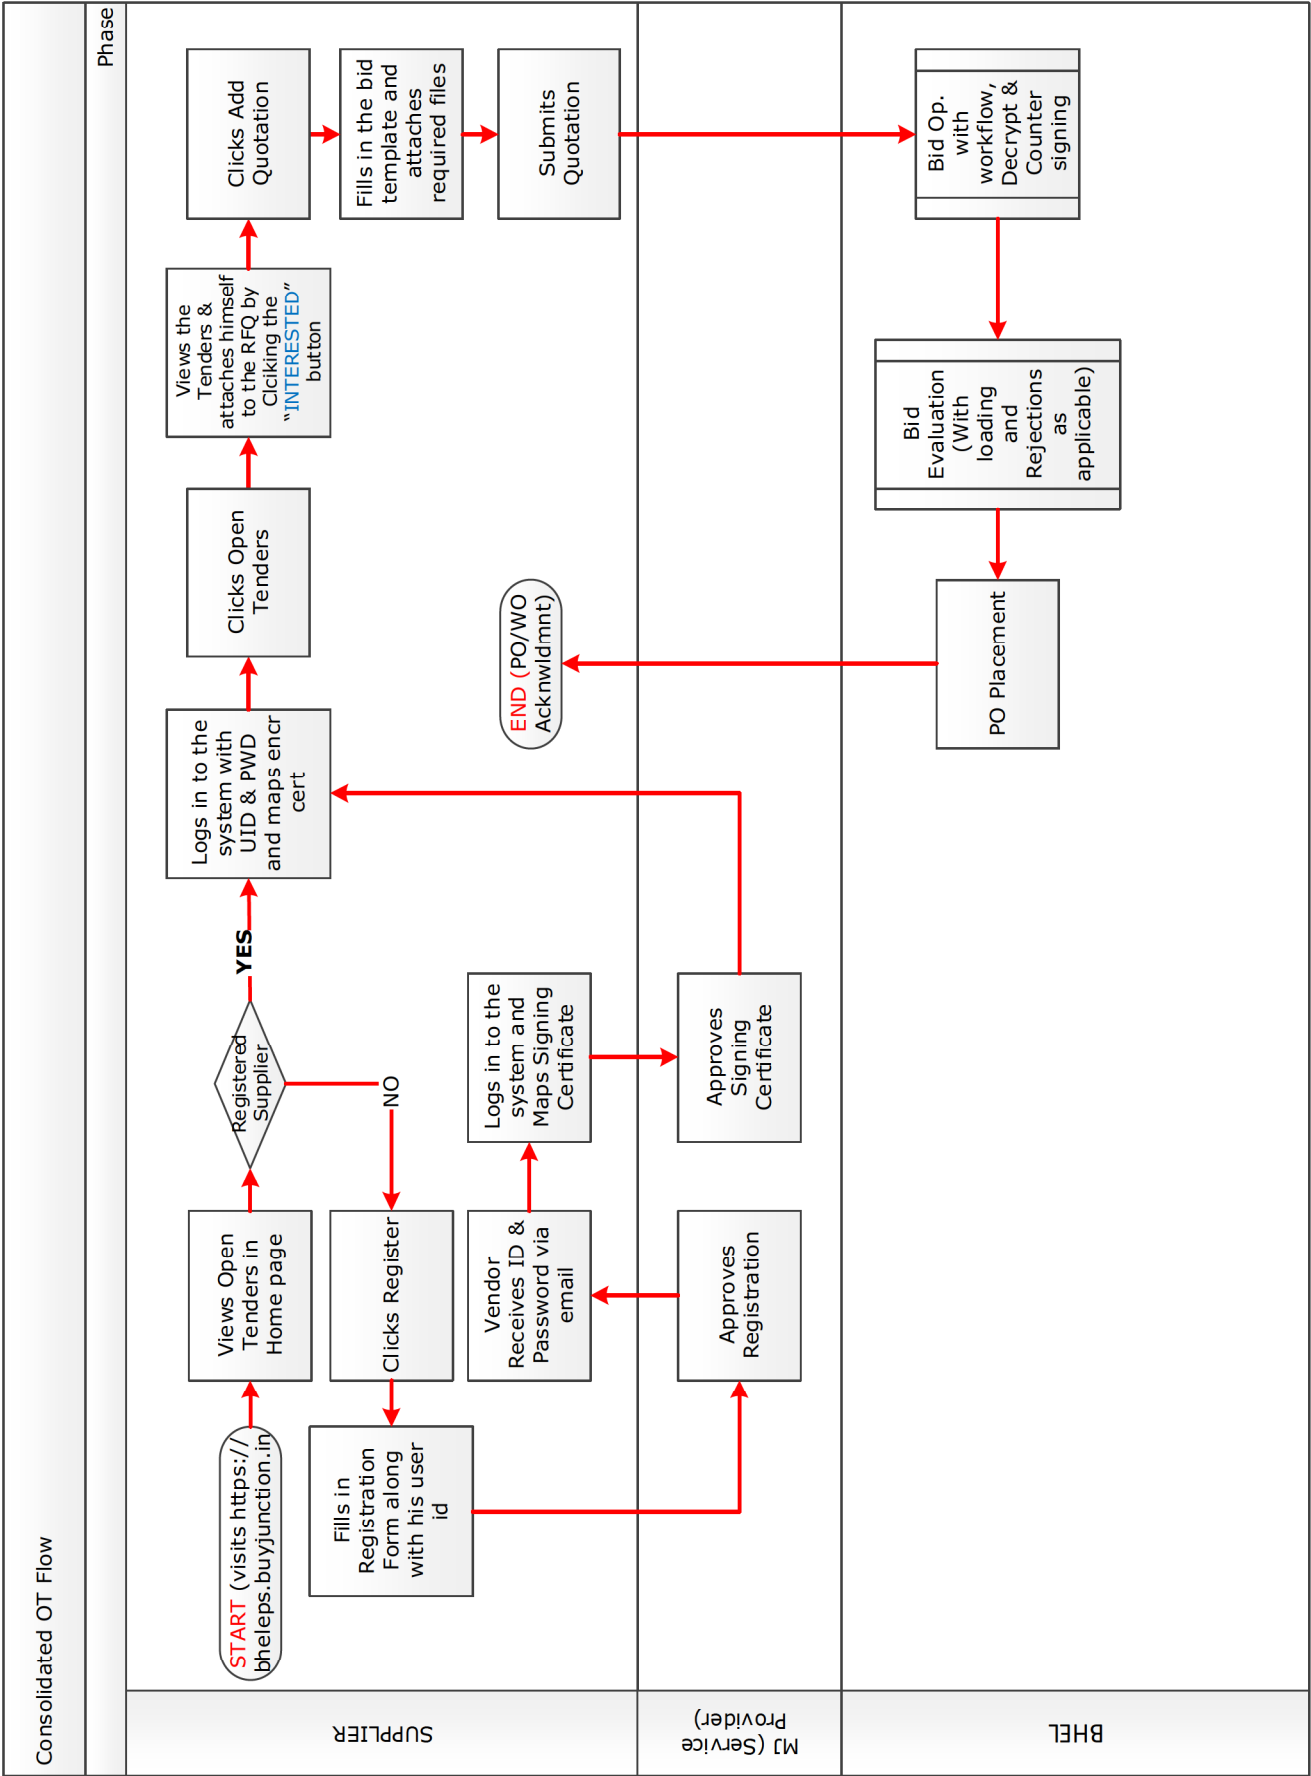 Consolidated OT Flow
Phase
SUPPLIER
START (visits https://
bheleps.buyjunction.in
Views Open
Tenders in
Home page
Registered
Supplier
YES
NO
Logs in to the
system with
UID & PWD
and maps encr
cert
Clicks Open
Tenders
Views the
Tenders &
attaches himself
to the RFQ by
Clciking the
“INTERESTED”
button
Clicks Add
Quotation
Fills in the bid
template and
attaches
required files
Submits
Quotation
Clicks Register
Fills in
Registration
Form along
with his user
id
Vendor
Receives ID &
Password via
email
Logs in to the
system and
Maps Signing
Certificate
END (PO/WO
Acknwldmnt)
MJ (Service
Provider)
Approves
Registration
Approves
Signing
Certificate
BHEL
Bid Op.
with
workflow,
Decrypt &
Counter
signing
Bid
Evaluation
(With
loading
and
Rejections
as
applicable)
PO Placement